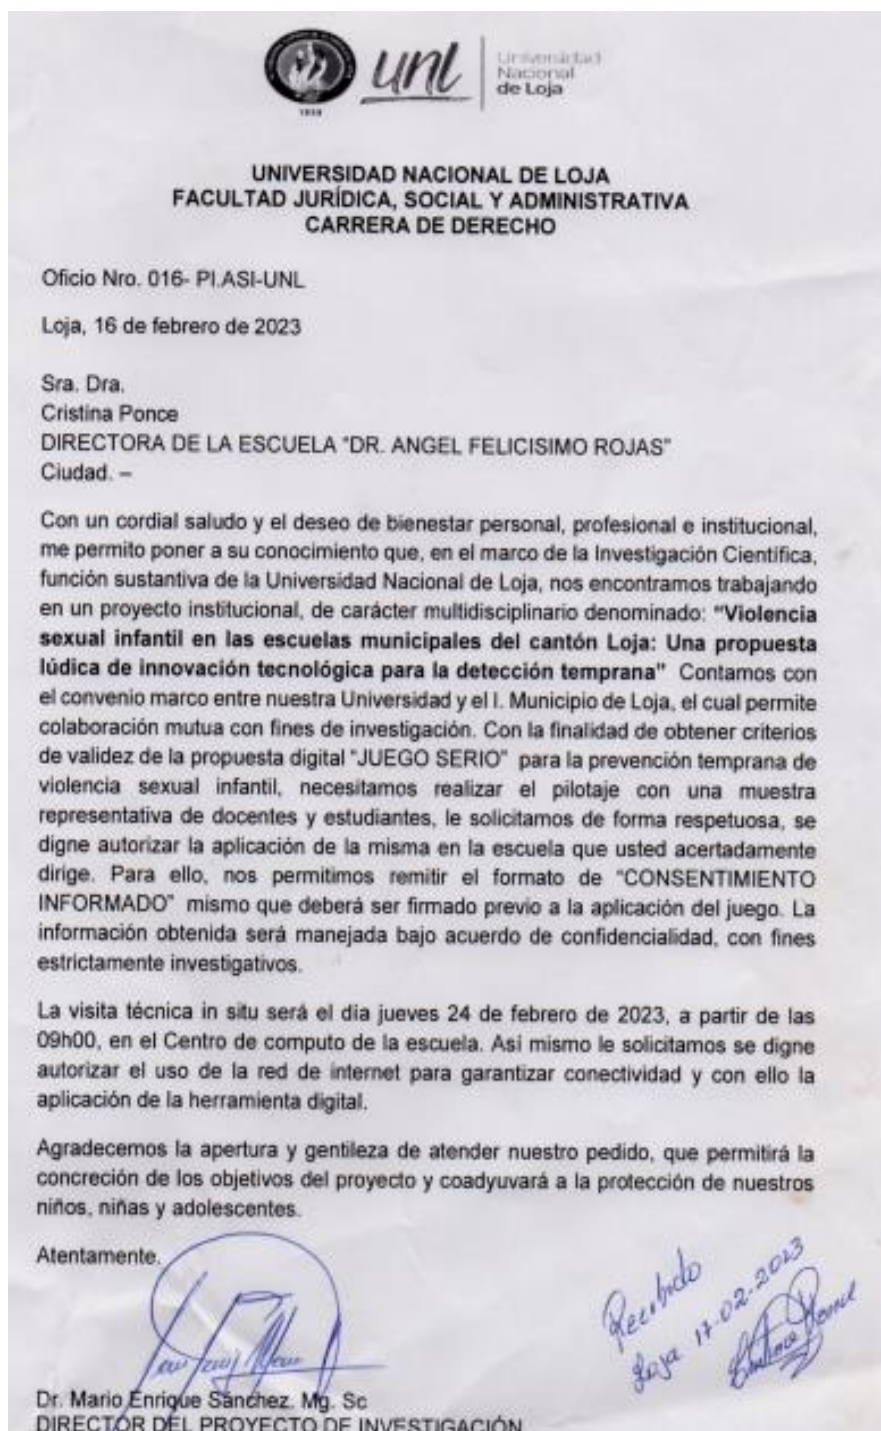 unl
Universidad
Nacional
de Loja
UNIVERSIDAD NACIONAL DE LOJA
FACULTAD JURÍDICA, SOCIAL Y ADMINISTRATIVA
CARRERA DE DERECHO
Oficio Nro. 016- PI.ASI-UNL
Loja, 16 de febrero de 2023
Sra. Dra.
Cristina Ponce
DIRECTORA DE LA ESCUELA "DR. ANGEL FELICISIMO ROJAS"
Ciudad. –
Con un cordial saludo y el deseo de bienestar personal, profesional e institucional,
me permito poner a su conocimiento que, en el marco de la Investigación Científica,
función sustantiva de la Universidad Nacional de Loja, nos encontramos trabajando
en un proyecto institucional, de carácter multidisciplinario denominado: "Violencia
sexual infantil en las escuelas municipales del cantón Loja: Una propuesta
lúdica de innovación tecnológica para la detección temprana" Contamos con
el convenio marco entre nuestra Universidad y el I. Municipio de Loja, el cual permite
colaboración mutua con fines de investigación. Con la finalidad de obtener criterios
de validez de la propuesta digital "JUEGO SERIO" para la prevención temprana de
violencia sexual infantil, necesitamos realizar el pilotaje con una muestra
representativa de docentes y estudiantes, le solicitamos de forma respetuosa, se
digne autorizar la aplicación de la misma en la escuela que usted acertadamente
dirige. Para ello, nos permitimos remitir el formato de "CONSENTIMIENTO
INFORMADO" mismo que deberá ser firmado previo a la aplicación del juego. La
información obtenida será manejada bajo acuerdo de confidencialidad, con fines
estrictamente investigativos.
La visita técnica in situ será el día jueves 24 de febrero de 2023, a partir de las
09h00, en el Centro de computo de la escuela. Así mismo le solicitamos se digne
autorizar el uso de la red de internet para garantizar conectividad y con ello la
aplicación de la herramienta digital.
Agradecemos la apertura y gentileza de atender nuestro pedido, que permitirá la
concreción de los objetivos del proyecto y coadyuvará a la protección de nuestros
niños, niñas y adolescentes.
Atentamente.
Recibido
Loja 17-02-2023
Dr. Mario Enrique Sánchez. Mg. Sc
DIRECTOR DEL PROYECTO DE INVESTIGACIÓN